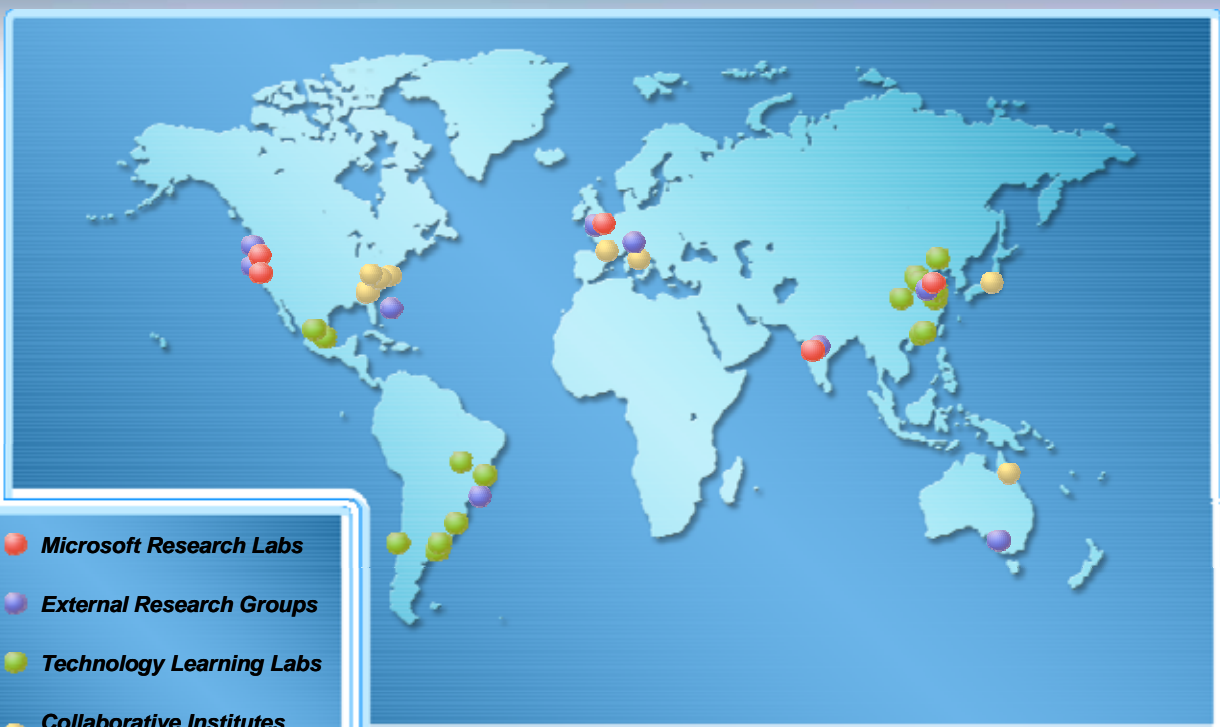 Microsoft Research Labs
External Research Groups
Technology Learning Labs
Collaborative Institutes